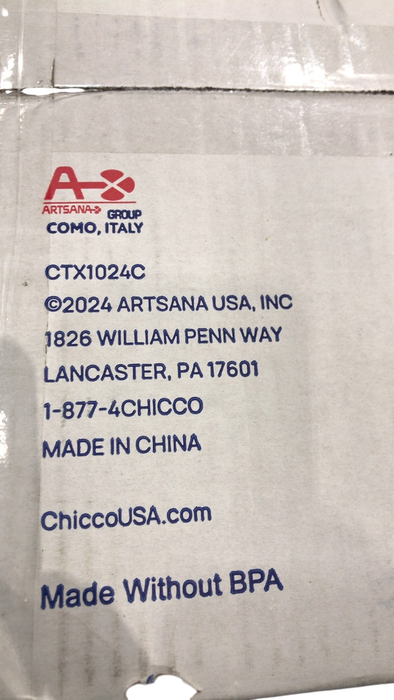 A
ARTSANA GROUP
COMO, ITALY
CTX1024C
©2024 ARTSANA USA, INC
1826 WILLIAM PENN WAY
LANCASTER, PA 17601
1-877-4CHICCO
MADE IN CHINA
ChiccoUSA.com
Made Without BPA